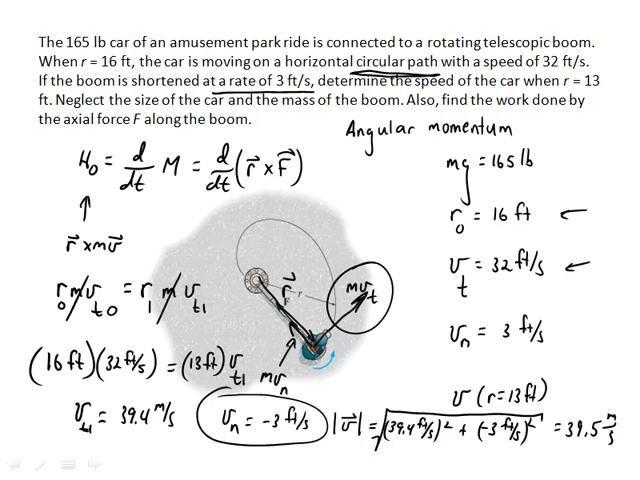 The 165 lb car of an amusement park ride is connected to a rotating telescopic boom.
When r = 16 ft, the car is moving on a horizontal circular path with a speed of 32 ft/s.
If the boom is shortened at a rate of 3 ft/s, determine the speed of the car when r = 13
ft. Neglect the size of the car and the mass of the boom. Also, find the work done by
the axial force F along the boom.
Angular momentum
H₀ = d/dt M = d/dt (r⃗ × F⃗)
↑
r⃗ × mv⃗
r₀ m v_t0 = r₁ m v_t1
(16 ft)(32 ft/s) = (13 ft) v_t1
v_t1 = 39.4 m/s
v_n = -3 ft/s
r⃗
r
F
mv_t
mv_n
mg = 165 lb
r₀ = 16 ft ←
v_t = 32 ft/s ←
v_n = 3 ft/s
v (r = 13 ft)
|v⃗| = √((39.4 ft/s)² + (-3 ft/s)²) = 39.5 m/s